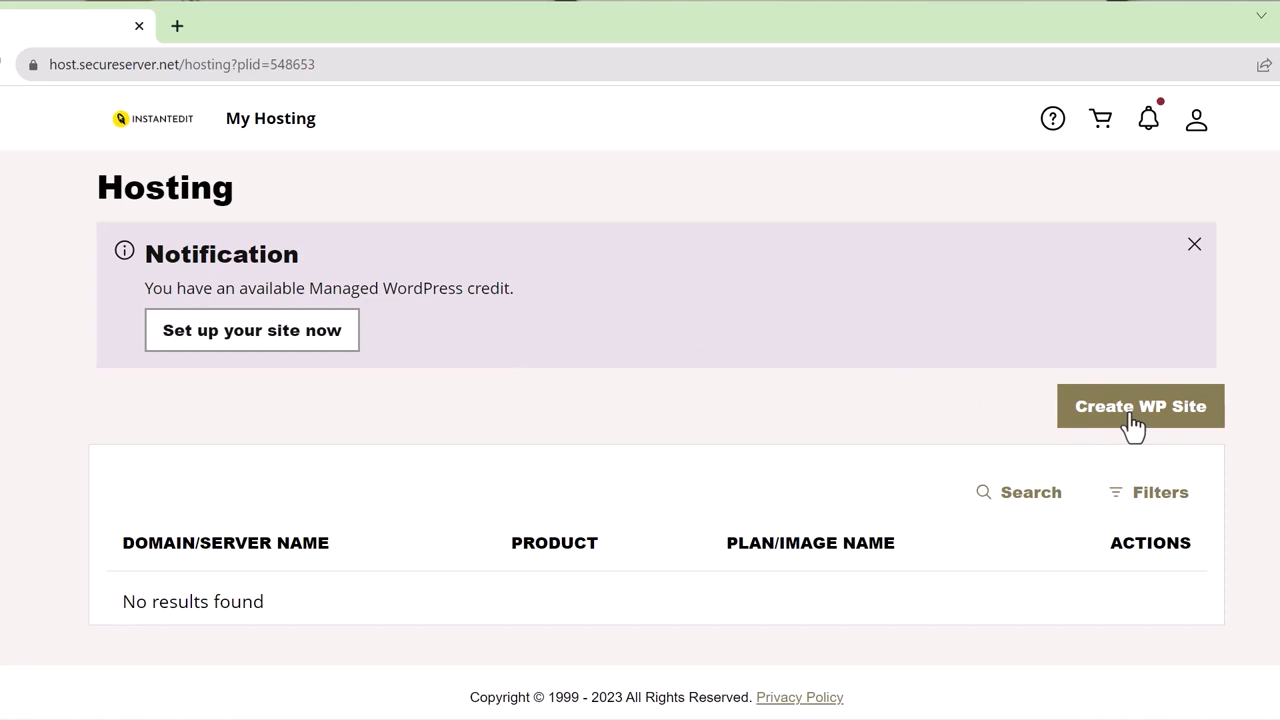 host.secureserver.net/hosting?plid=548653
INSTANTEDIT
My Hosting
Hosting
Notification
You have an available Managed WordPress credit.
Set up your site now
Create WP Site
Search
Filters
DOMAIN/SERVER NAME PRODUCT PLAN/IMAGE NAME ACTIONS
No results found
Copyright © 1999 - 2023 All Rights Reserved. Privacy Policy